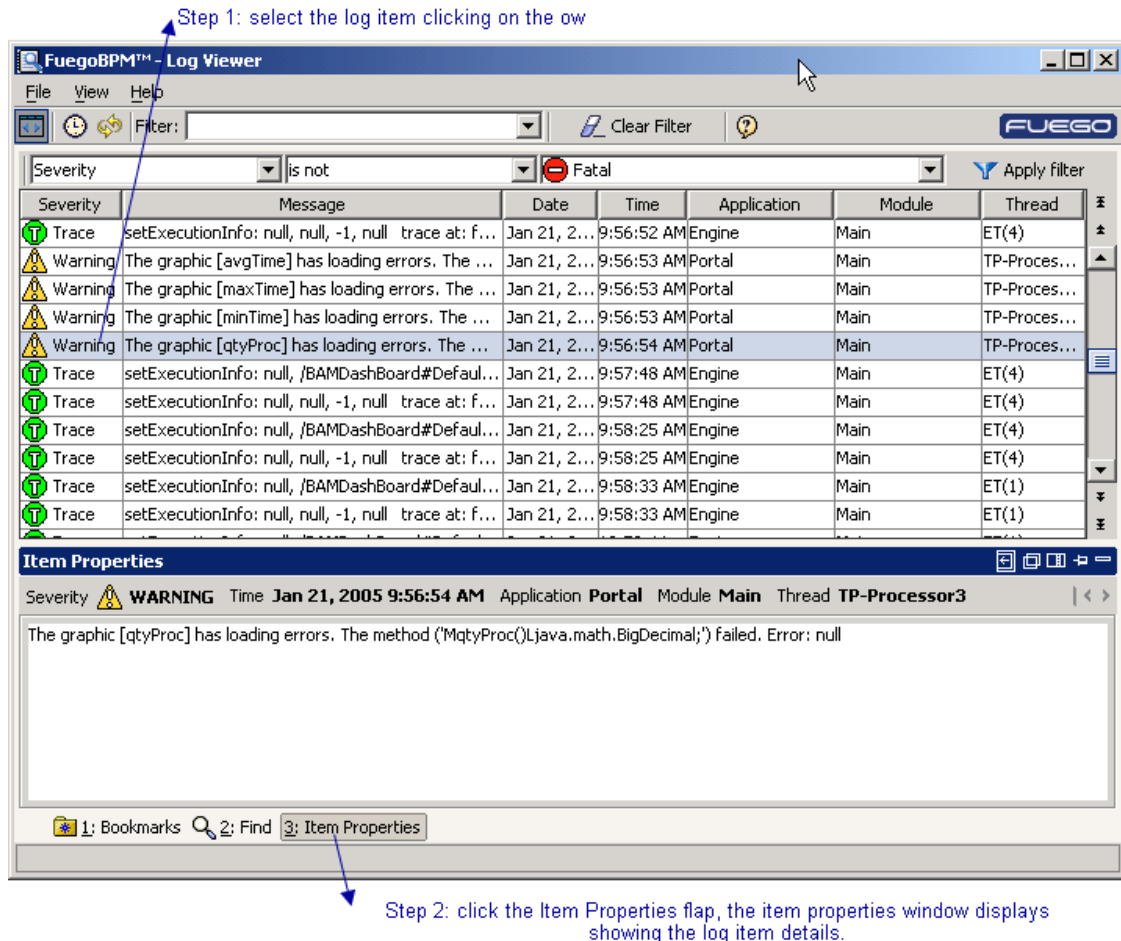 Step 1: select the log item clicking on the ow
FuegoBPM™ - Log Viewer
File View Help
Filter: Clear Filter FUEGO
Severity is not Fatal Apply filter
Severity Message Date Time Application Module Thread
Trace setExecutionInfo: null, null, -1, null trace at: f... Jan 21, 2... 9:56:52 AM Engine Main ET(4)
Warning The graphic [avgTime] has loading errors. The ... Jan 21, 2... 9:56:53 AM Portal Main TP-Proces...
Warning The graphic [maxTime] has loading errors. The ... Jan 21, 2... 9:56:53 AM Portal Main TP-Proces...
Warning The graphic [minTime] has loading errors. The ... Jan 21, 2... 9:56:53 AM Portal Main TP-Proces...
Warning The graphic [qtyProc] has loading errors. The ... Jan 21, 2... 9:56:54 AM Portal Main TP-Proces...
Trace setExecutionInfo: null, /BAMDashBoard#Defaul... Jan 21, 2... 9:57:48 AM Engine Main ET(4)
Trace setExecutionInfo: null, null, -1, null trace at: f... Jan 21, 2... 9:57:48 AM Engine Main ET(4)
Trace setExecutionInfo: null, /BAMDashBoard#Defaul... Jan 21, 2... 9:58:25 AM Engine Main ET(4)
Trace setExecutionInfo: null, null, -1, null trace at: f... Jan 21, 2... 9:58:25 AM Engine Main ET(4)
Trace setExecutionInfo: null, /BAMDashBoard#Defaul... Jan 21, 2... 9:58:33 AM Engine Main ET(1)
Trace setExecutionInfo: null, null, -1, null trace at: f... Jan 21, 2... 9:58:33 AM Engine Main ET(1)
Item Properties
Severity WARNING Time Jan 21, 2005 9:56:54 AM Application Portal Module Main Thread TP-Processor3
The graphic [qtyProc] has loading errors. The method ('MqtyProc()Ljava.math.BigDecimal;') failed. Error: null
1: Bookmarks 2: Find 3: Item Properties
Step 2: click the Item Properties flap, the item properties window displays
showing the log item details.